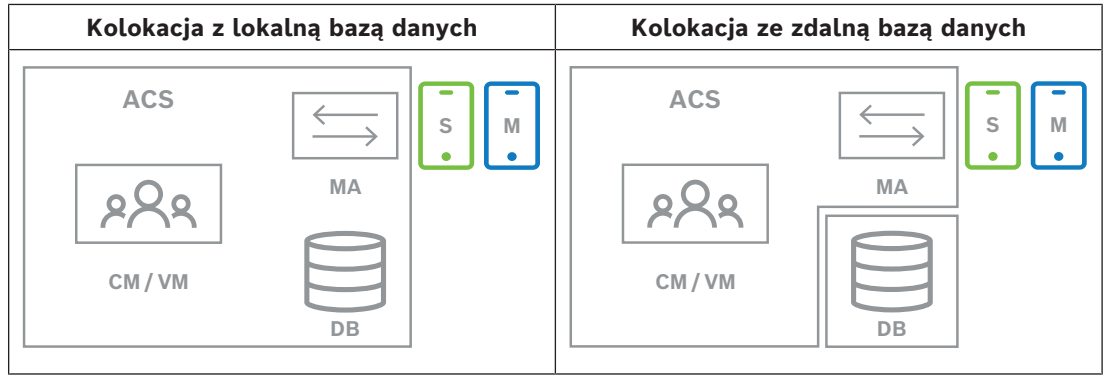 Kolokacja z lokalną bazą danych
Kolokacja ze zdalną bazą danych
ACS
S
M
MA
CM / VM
DB
ACS
S
M
MA
CM / VM
DB